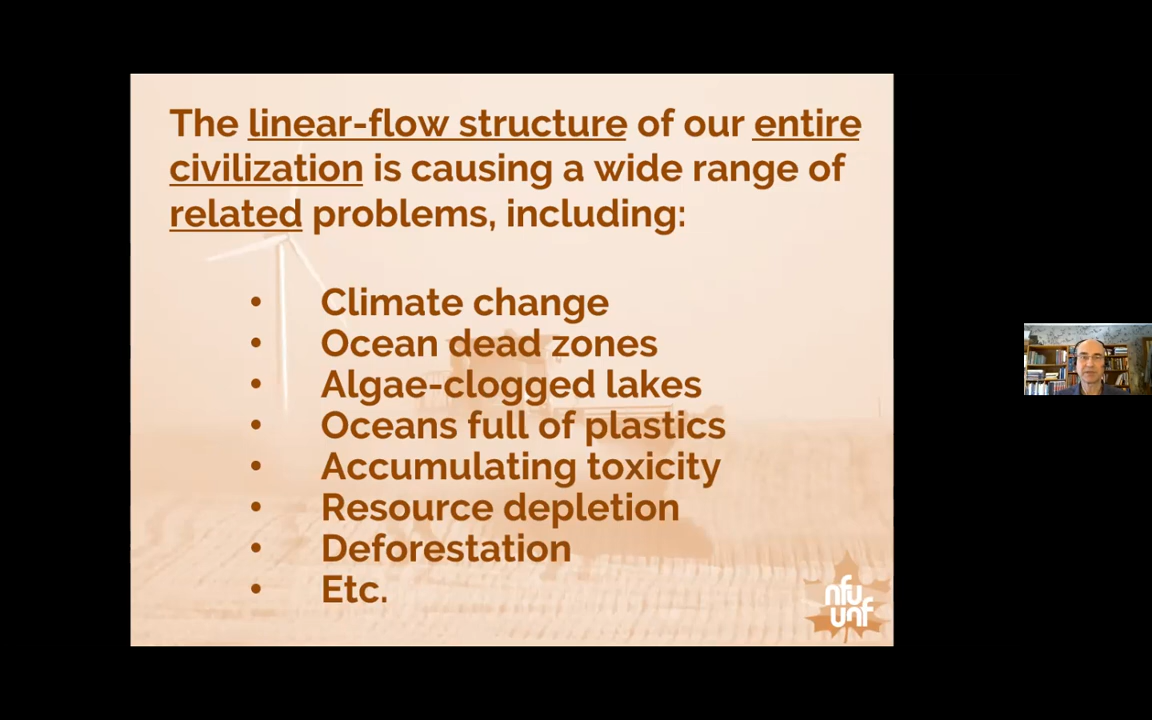 The linear-flow structure of our entire
civilization is causing a wide range of
related problems, including:
• Climate change
• Ocean dead zones
• Algae-clogged lakes
• Oceans full of plastics
• Accumulating toxicity
• Resource depletion
• Deforestation
• Etc.
nfu
unf